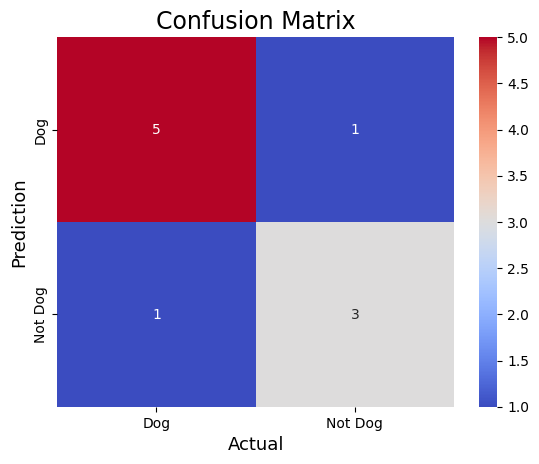 Confusion Matrix
Prediction
Dog
5
1
Not Dog
1
3
Dog
Not Dog
Actual
5.0
4.5
4.0
3.5
3.0
2.5
2.0
1.5
1.0